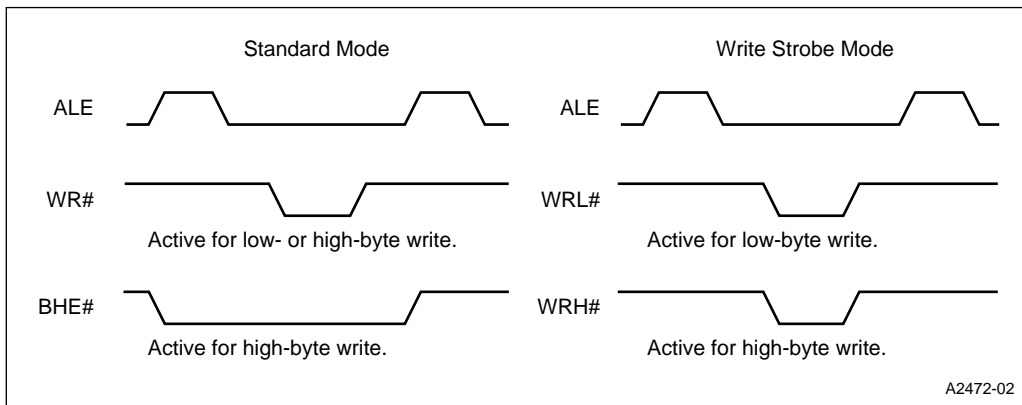 Standard Mode
Write Strobe Mode
ALE
ALE
WR#
WRL#
Active for low- or high-byte write.
Active for low-byte write.
BHE#
WRH#
Active for high-byte write.
Active for high-byte write.
A2472-02